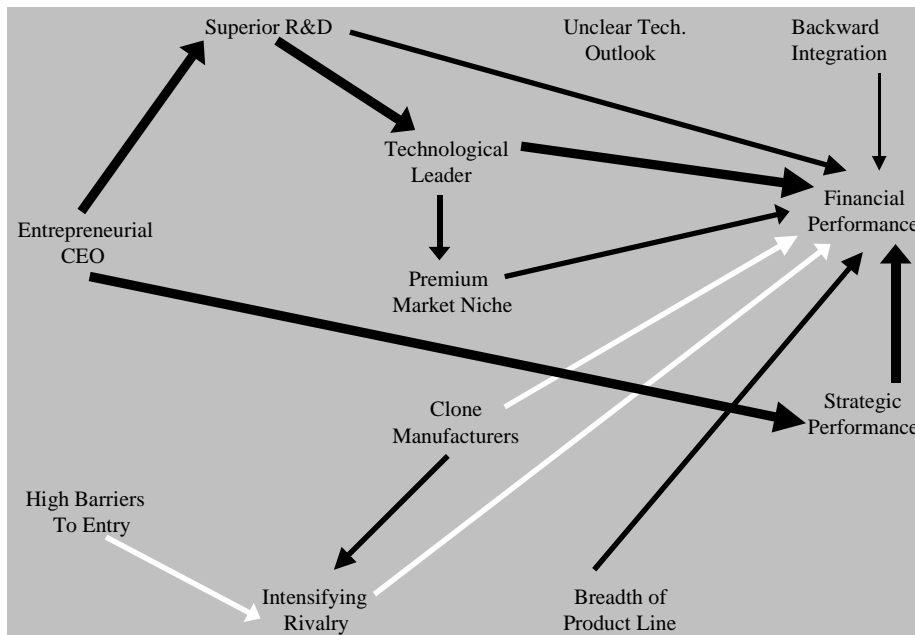 Superior R&D
Unclear Tech.
Outlook
Backward
Integration
Technological
Leader
Financial
Performance
Entrepreneurial
CEO
Premium
Market Niche
Clone
Manufacturers
Strategic
Performance
High Barriers
To Entry
Intensifying
Rivalry
Breadth of
Product Line